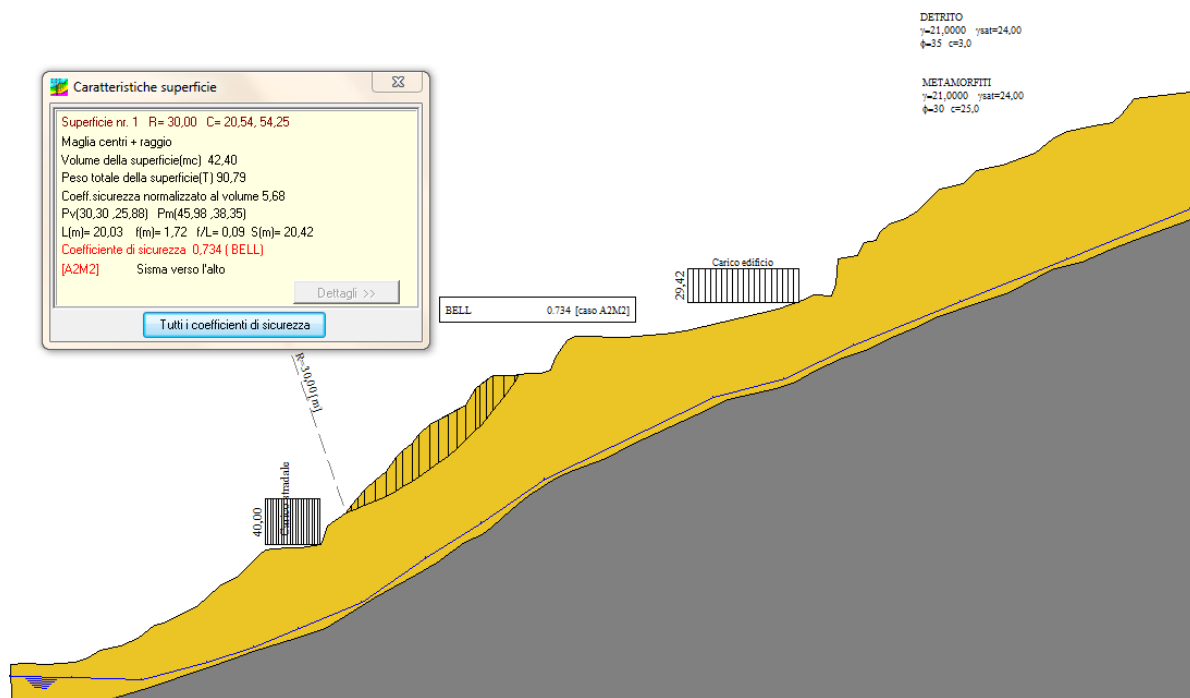 DETRITO
γ=21,0000 γsat=24,00
ϕ=35 c=3,0
METAMORFITI
γ=21,0000 γsat=24,00
ϕ=30 c=25,0
Caratteristiche superficie
Superficie nr. 1 R= 30,00 C= 20,54, 54,25
Maglia centri + raggio
Volume della superficie(mc) 42,40
Peso totale della superficie(T) 90,79
Coeff.sicurezza normalizzato al volume 5,68
Pv(30,30 ,25,88) Pm(45,98 ,38,35)
L(m)= 20,03 f(m)= 1,72 f/L= 0,09 S(m)= 20,42
Coefficiente di sicurezza 0,734 ( BELL)
[A2M2] Sisma verso l'alto
Dettagli >>
Tutti i coefficienti di sicurezza
Carico edificio
29,42
BELL 0.734 [caso A2M2]
R=30,00 [m]
40,00
Carico stradale